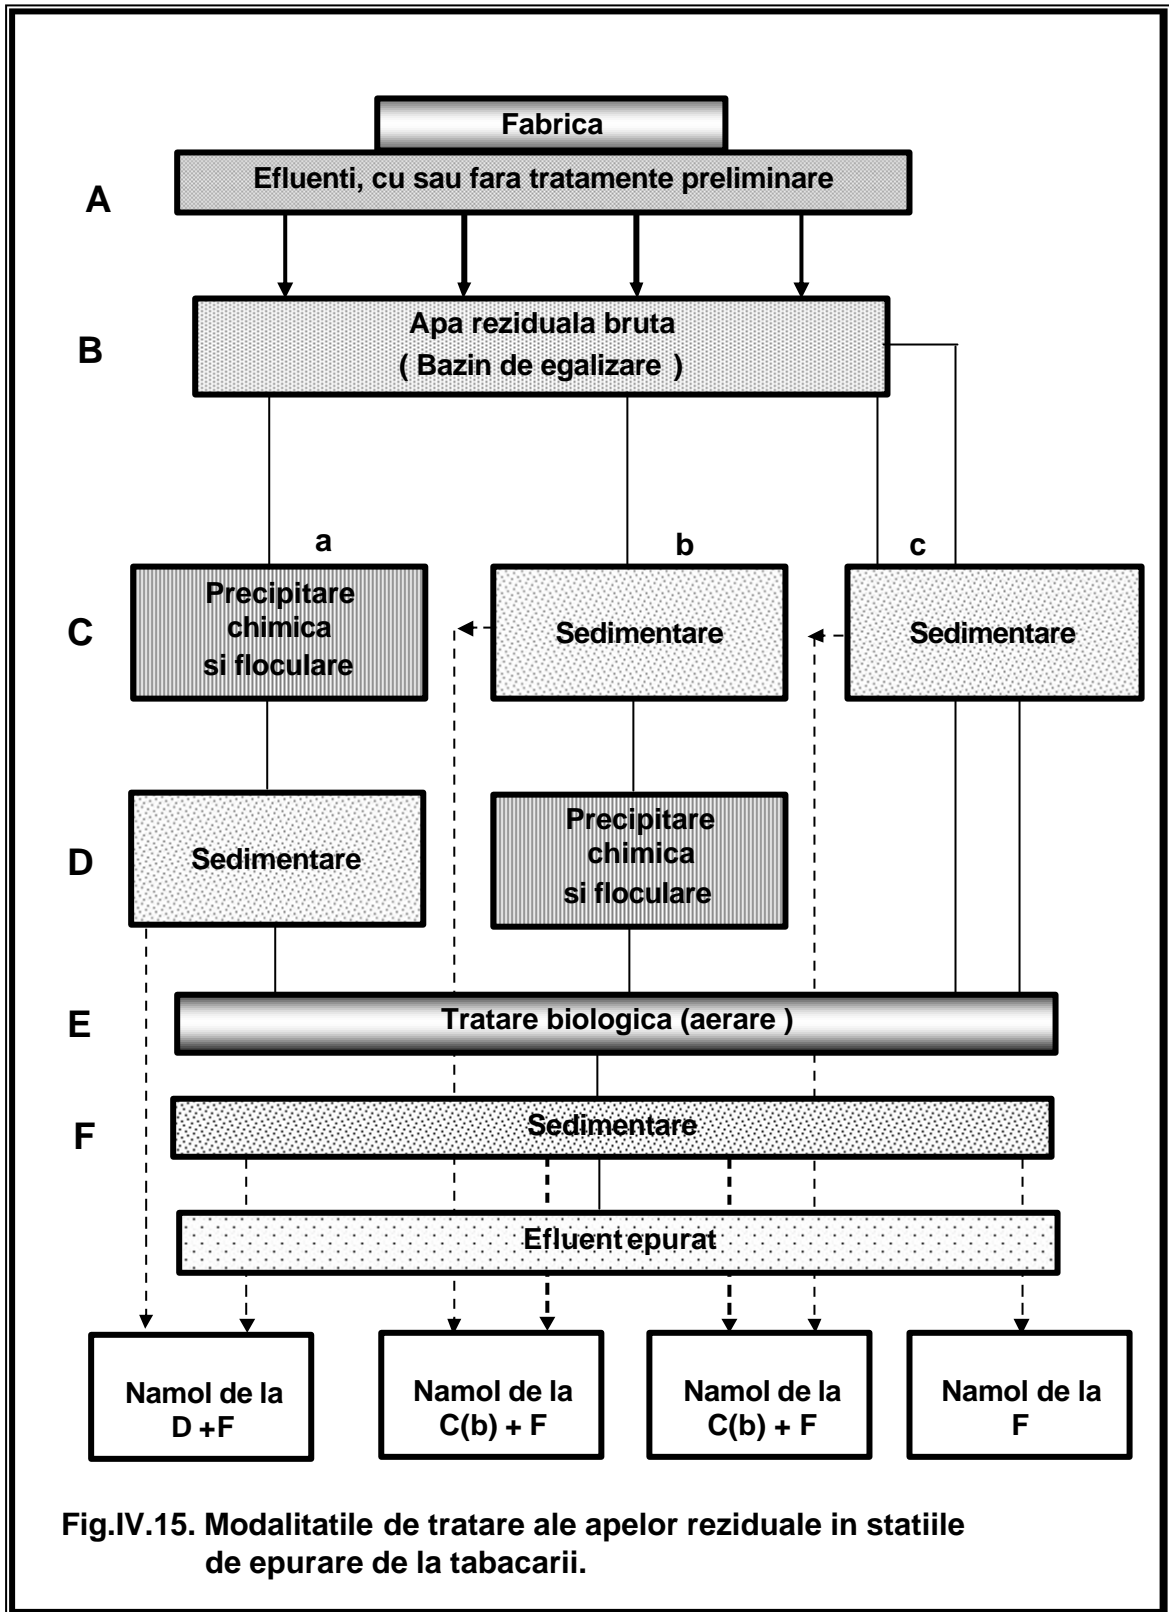 Fabrica
Efluenti, cu sau fara tratamente preliminare
A
Apa reziduala bruta
( Bazin de egalizare )
B
a
b
c
Precipitare
chimica
si floculare
Sedimentare
Sedimentare
C
Sedimentare
Precipitare
chimica
si floculare
D
Tratare biologica (aerare )
E
Sedimentare
F
Efluent epurat
Namol de la
D +F
Namol de la
C(b) + F
Namol de la
C(b) + F
Namol de la
F
Fig.IV.15. Modalitatile de tratare ale apelor reziduale in statiile
de epurare de la tabacarii.